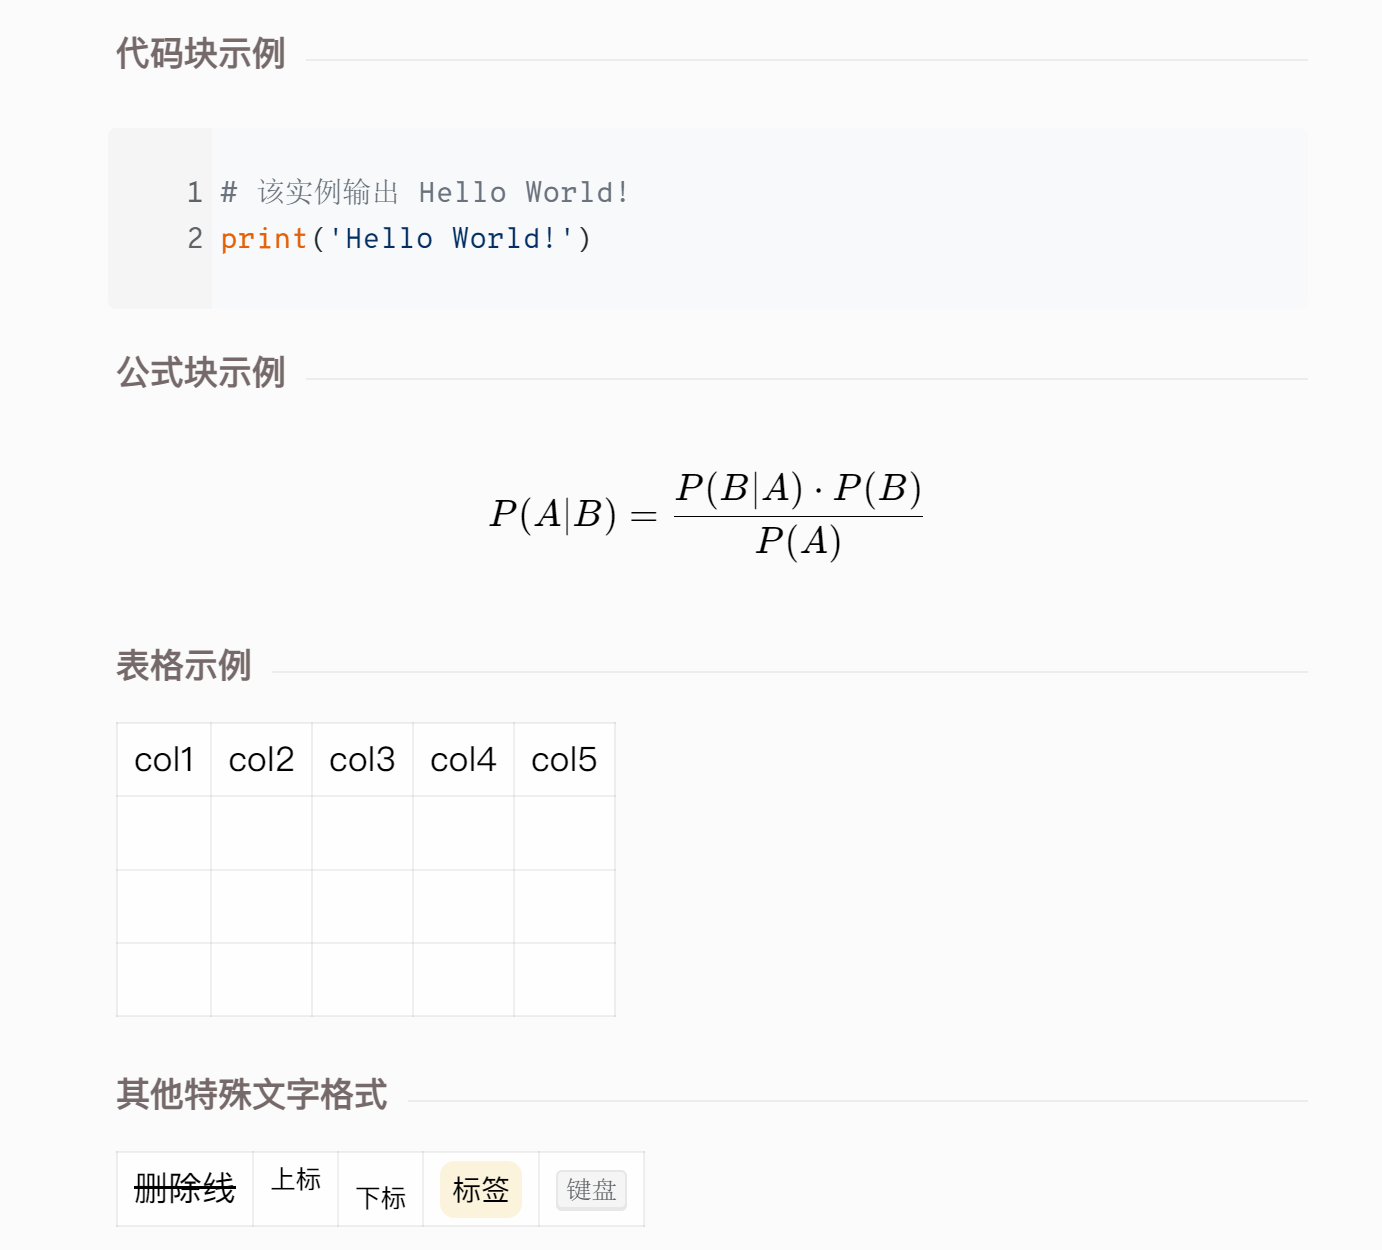 代码块示例
1 # 该实例输出 Hello World!
2 print('Hello World!')
公式块示例
P(A|B) = \frac{P(B|A) · P(B)}{P(A)}
表格示例
col1 col2 col3 col4 col5
其他特殊文字格式
删除线 上标 下标 标签 键盘